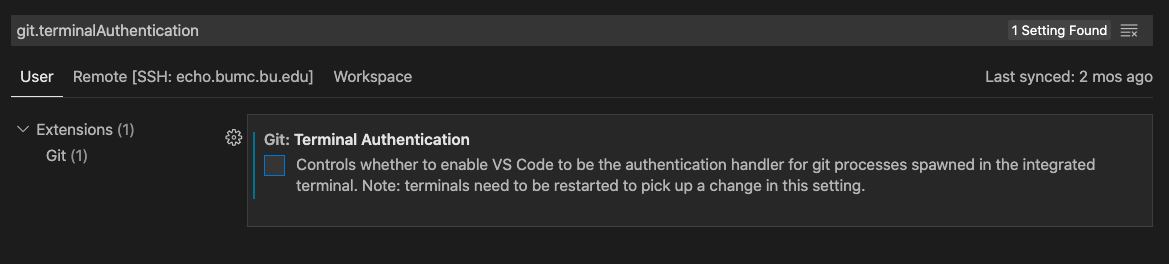 git.terminalAuthentication
1 Setting Found
User Remote [SSH: echo.bumc.bu.edu] Workspace Last synced: 2 mos ago
Extensions (1)
Git (1)
Git: Terminal Authentication
Controls whether to enable VS Code to be the authentication handler for git processes spawned in the integrated
terminal. Note: terminals need to be restarted to pick up a change in this setting.